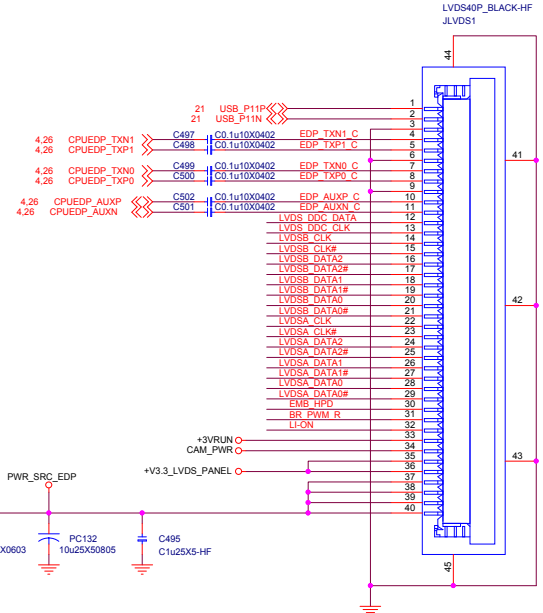 LVDS40P_BLACK-HF
JLVDS1
44
21 USB_P11P 1
21 USB_P11N 2
3
4,26 CPUEDP_TXN1 C497 C0.1u10X0402 EDP_TXN1_C 4
4,26 CPUEDP_TXP1 C498 C0.1u10X0402 EDP_TXP1_C 5
6
41
4,26 CPUEDP_TXN0 C499 C0.1u10X0402 EDP_TXN0_C 7
4,26 CPUEDP_TXP0 C500 C0.1u10X0402 EDP_TXP0_C 8
9
4,26 CPUEDP_AUXP C502 C0.1u10X0402 EDP_AUXP_C 10
4,26 CPUEDP_AUXN C501 C0.1u10X0402 EDP_AUXN_C 11
LVDS_DDC_DATA 12
LVDS_DDC_CLK 13
LVDSB_CLK 14
LVDSB_CLK# 15
LVDSB_DATA2 16
LVDSB_DATA2# 17
LVDSB_DATA1 18
LVDSB_DATA1# 19
LVDSB_DATA0 20
42
LVDSB_DATA0# 21
LVDSA_CLK 22
LVDSA_CLK# 23
LVDSA_DATA2 24
LVDSA_DATA2# 25
LVDSA_DATA1 26
LVDSA_DATA1# 27
LVDSA_DATA0 28
LVDSA_DATA0# 29
EMB_HPD 30
BR_PWM_R 31
LI-ON 32
+3VRUN 33
CAM_PWR 34
35
43
+V3.3_LVDS_PANEL 36
37
PWR_SRC_EDP
38
39
40
X0603
PC132
10u25X50805
C495
C1u25X5-HF
45